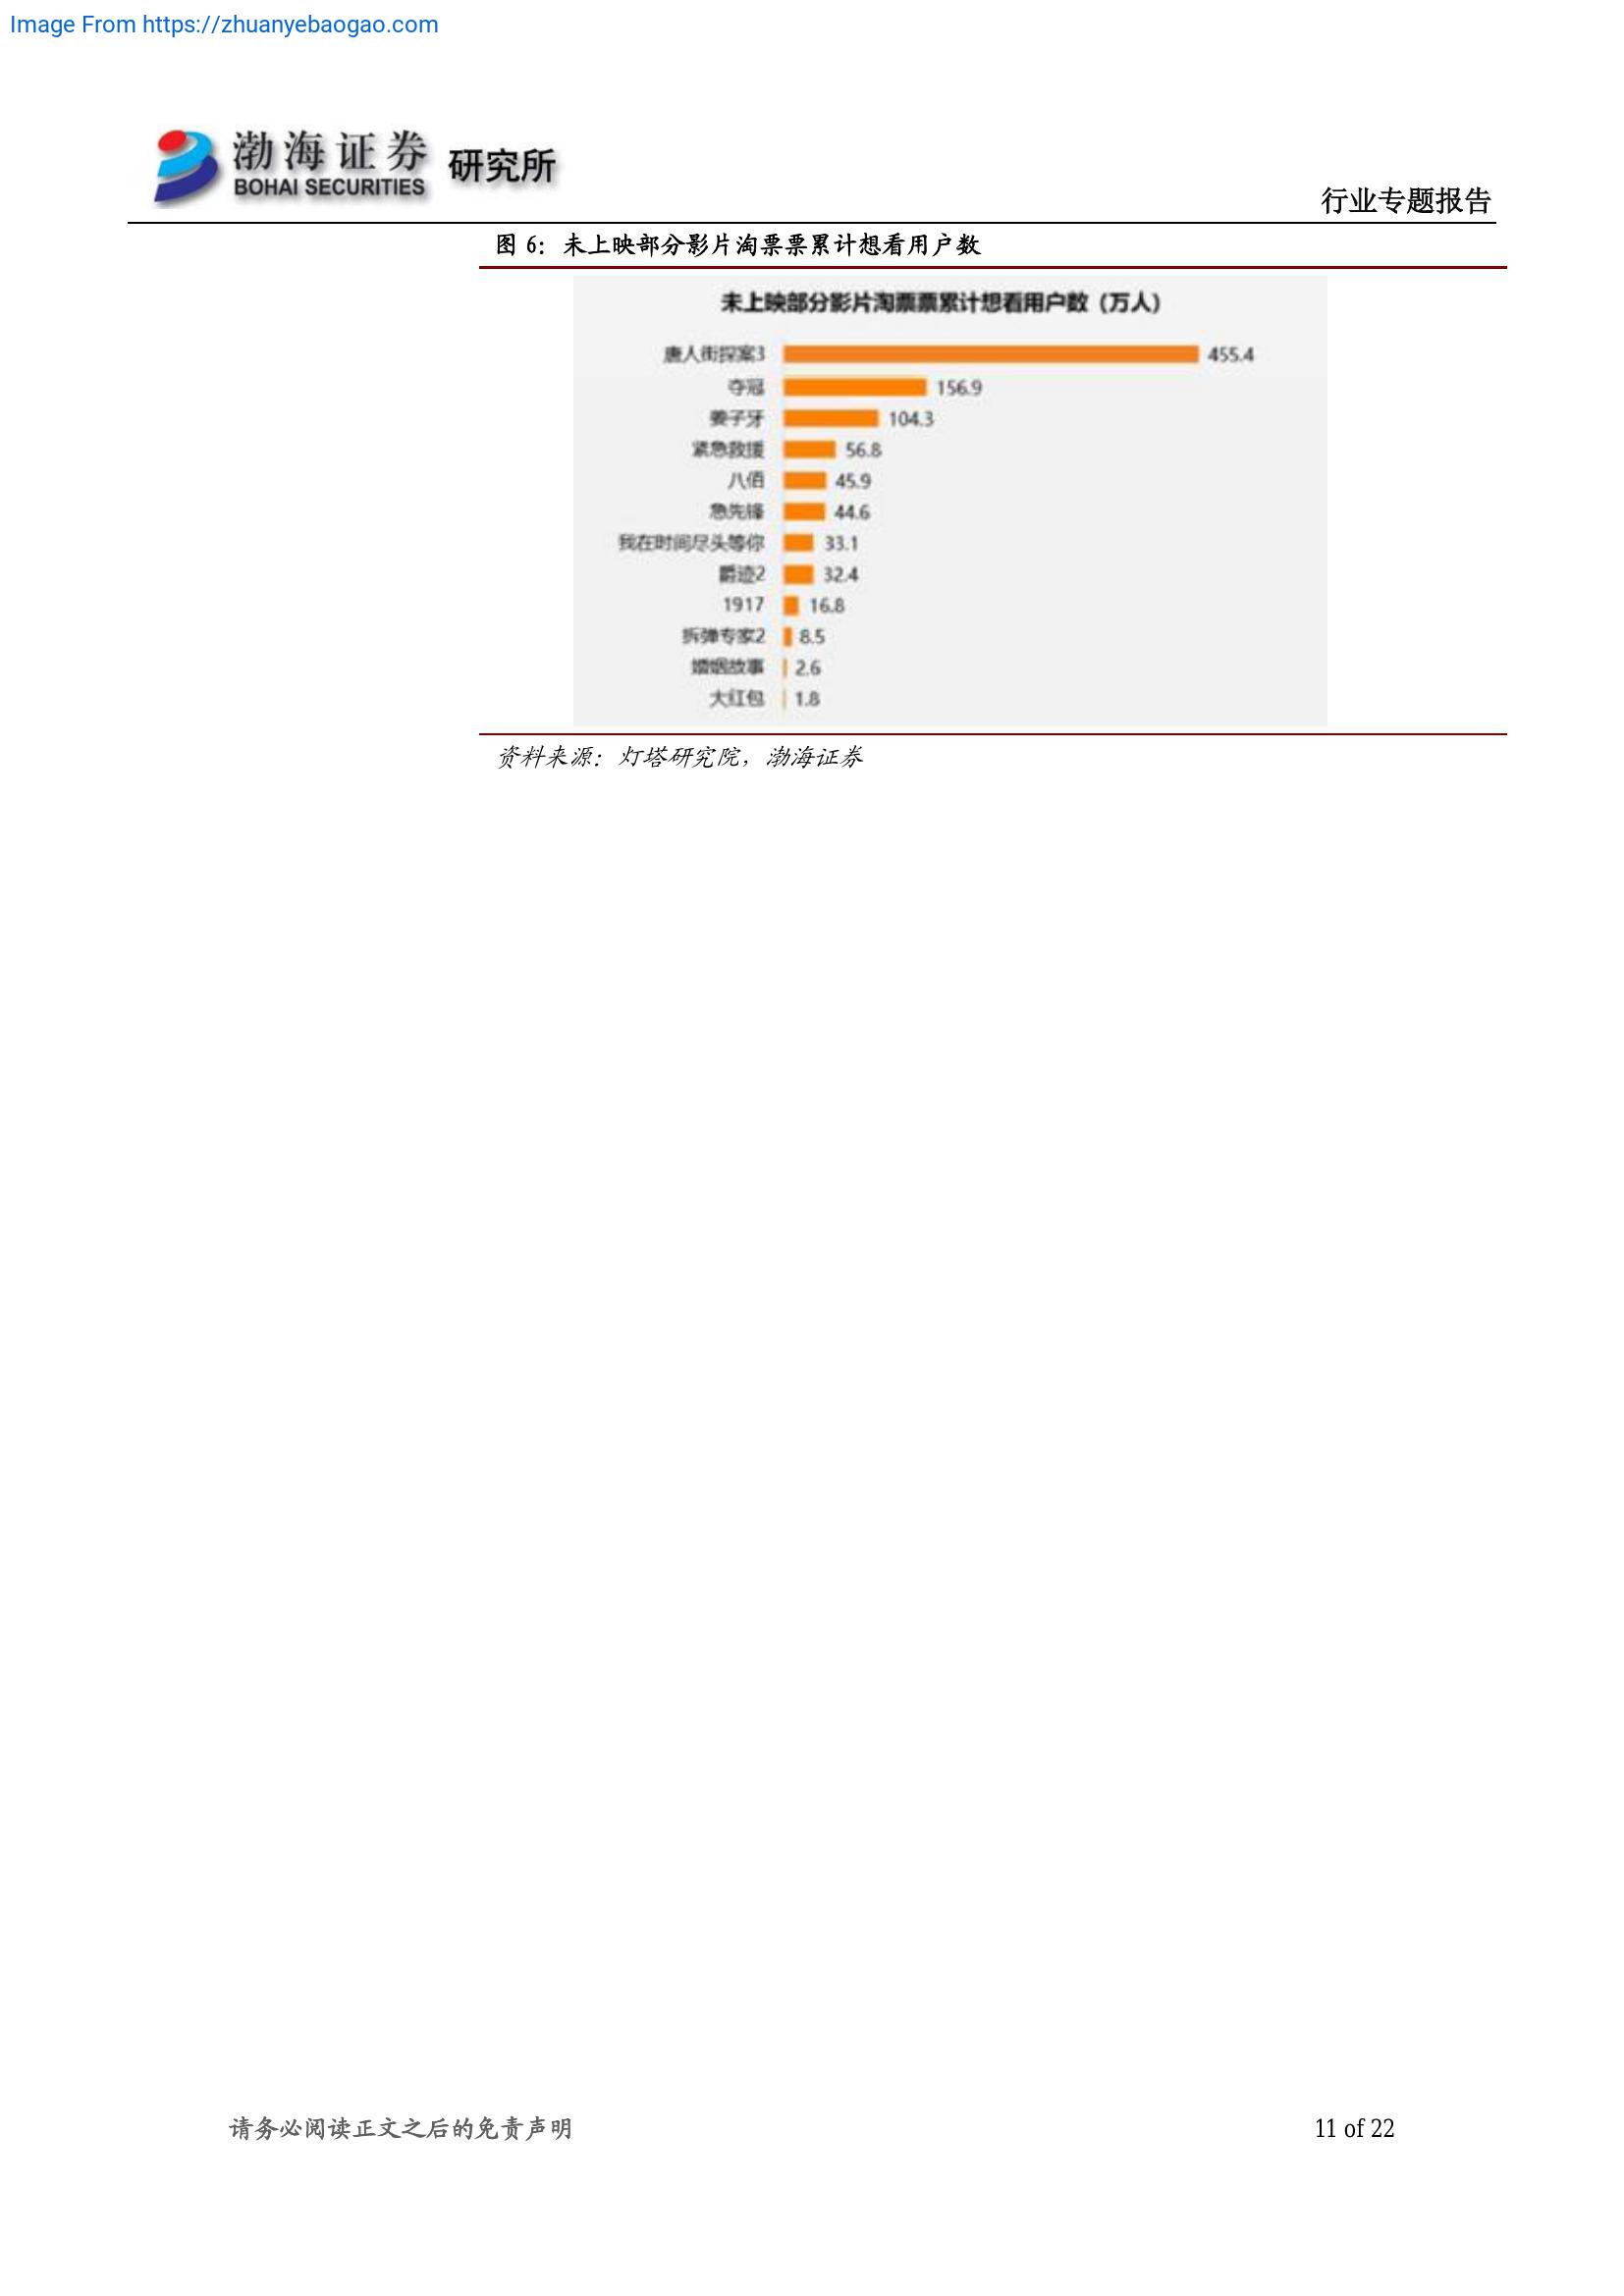 Image From https://zhuanyebaogao.com
渤海证券 研究所
BOHAI SECURITIES
行业专题报告
图 6：未上映部分影片淘票票累计想看用户数
未上映部分影片淘票票累计想看用户数（万人）
唐人街探案3 455.4
夺冠 156.9
姜子牙 104.3
紧急救援 56.8
八佰 45.9
急先锋 44.6
我在时间尽头等你 33.1
爵迹2 32.4
1917 16.8
拆弹专家2 8.5
婚姻故事 2.6
大红包 1.8
资料来源：灯塔研究院，渤海证券
请务必阅读正文之后的免责声明 11 of 22